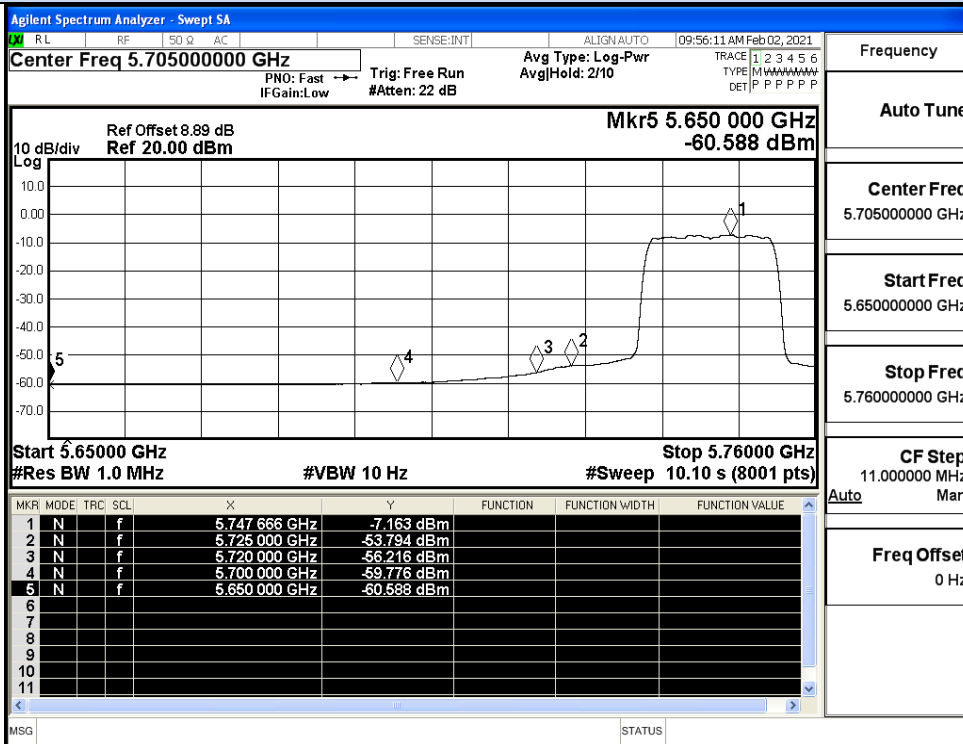 Agilent Spectrum Analyzer - Swept SA
LXI RL RF 50 Ω AC SENSE:INT ALIGN AUTO 09:56:11 AM Feb 02, 2021
Center Freq 5.705000000 GHz
PNO: Fast
IFGain:Low
Trig: Free Run
#Atten: 22 dB
Avg Type: Log-Pwr
Avg|Hold: 2/10
TRACE 1 2 3 4 5 6
TYPE M
DET P P P P P P
Ref Offset 8.89 dB
10 dB/div Ref 20.00 dBm
Log
Mkr5 5.650 000 GHz
-60.588 dBm
10.0
0.00
-10.0
-20.0
-30.0
-40.0
-50.0
-60.0
-70.0
1
2
3
4
5
Start 5.65000 GHz Stop 5.76000 GHz
#Res BW 1.0 MHz #VBW 10 Hz #Sweep 10.10 s (8001 pts)
MKR MODE TRC SCL X Y FUNCTION FUNCTION WIDTH FUNCTION VALUE
1 N f 5.747 666 GHz -7.163 dBm
2 N f 5.725 000 GHz -53.794 dBm
3 N f 5.720 000 GHz -56.216 dBm
4 N f 5.700 000 GHz -59.776 dBm
5 N f 5.650 000 GHz -60.588 dBm
6
7
8
9
10
11
MSG STATUS
Frequency
Auto Tune
Center Freq
5.705000000 GHz
Start Freq
5.650000000 GHz
Stop Freq
5.760000000 GHz
CF Step
11.000000 MHz
Auto Man
Freq Offset
0 Hz